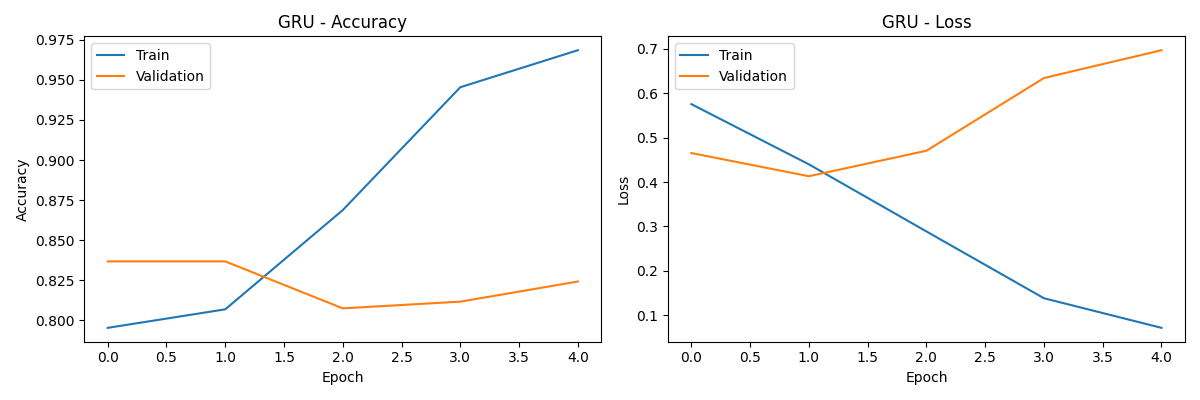 GRU - Accuracy
Train
Validation
0.975
0.950
0.925
0.900
0.875
0.850
0.825
0.800
Accuracy
0.0 0.5 1.0 1.5 2.0 2.5 3.0 3.5 4.0
Epoch
GRU - Loss
Train
Validation
0.7
0.6
0.5
0.4
0.3
0.2
0.1
Loss
0.0 0.5 1.0 1.5 2.0 2.5 3.0 3.5 4.0
Epoch